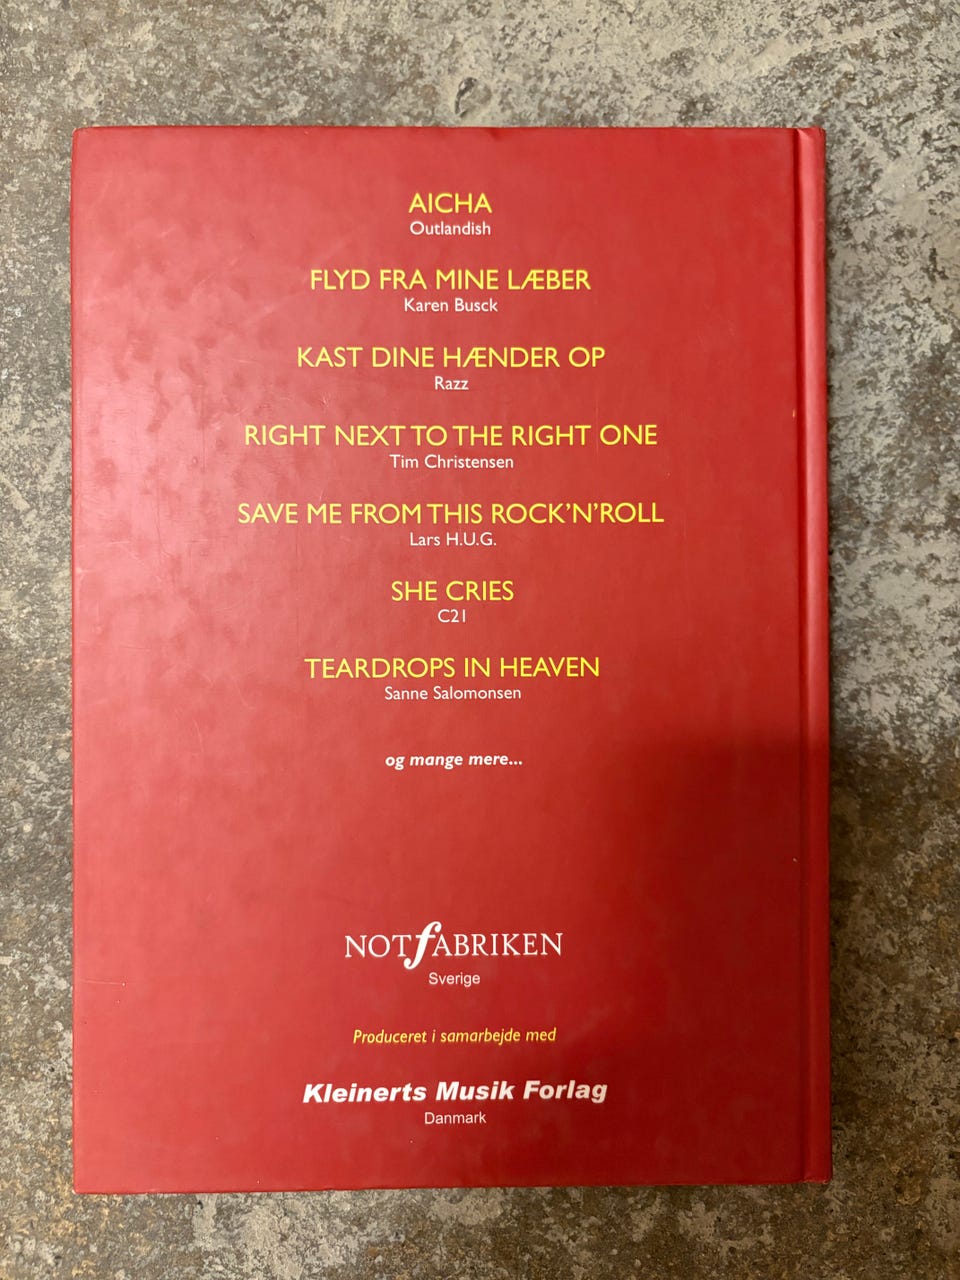 AICHA
Outlandish
FLYD FRA MINE LÆBER
Karen Busck
KAST DINE HÆNDER OP
Razz
RIGHT NEXT TO THE RIGHT ONE
Tim Christensen
SAVE ME FROM THIS ROCK'N'ROLL
Lars H.U.G.
SHE CRIES
C21
TEARDROPS IN HEAVEN
Sanne Salomonsen
og mange mere...
NOTfABRIKEN
Sverige
Produceret i samarbejde med
Kleinerts Musik Forlag
Danmark